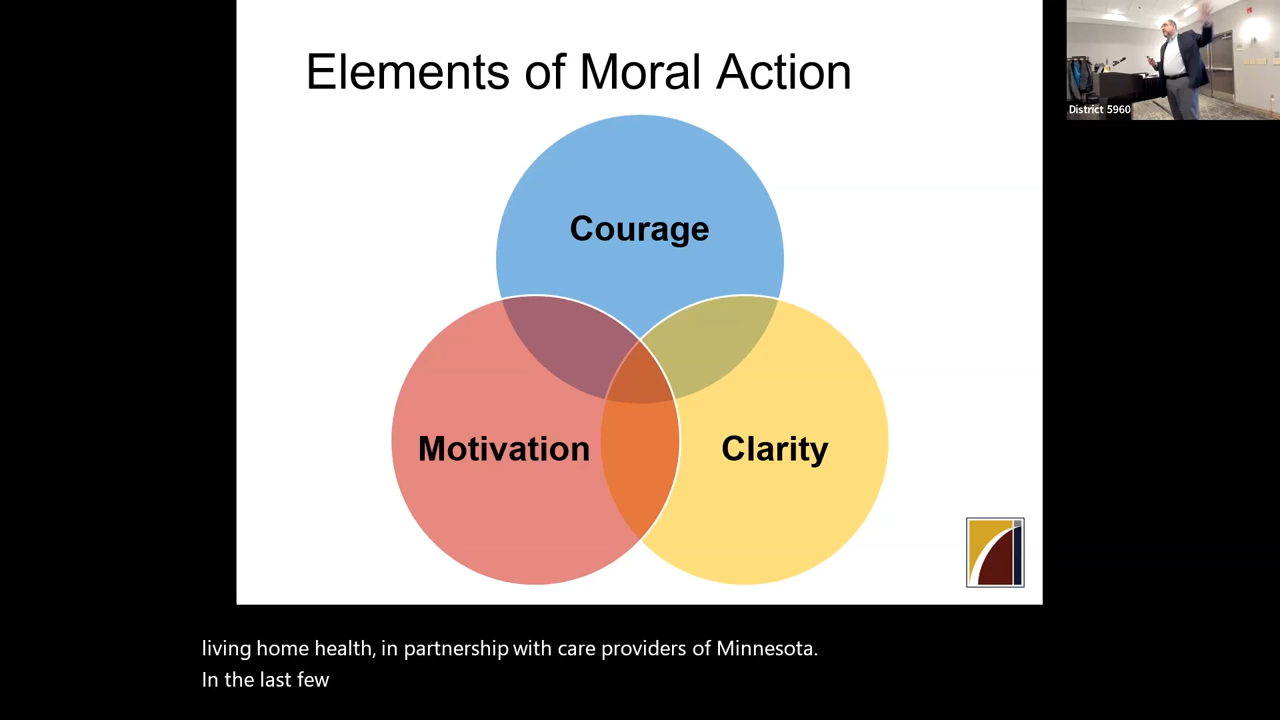 Elements of Moral Action
District 5960
Courage
Motivation
Clarity
living home health, in partnership with care providers of Minnesota.
In the last few